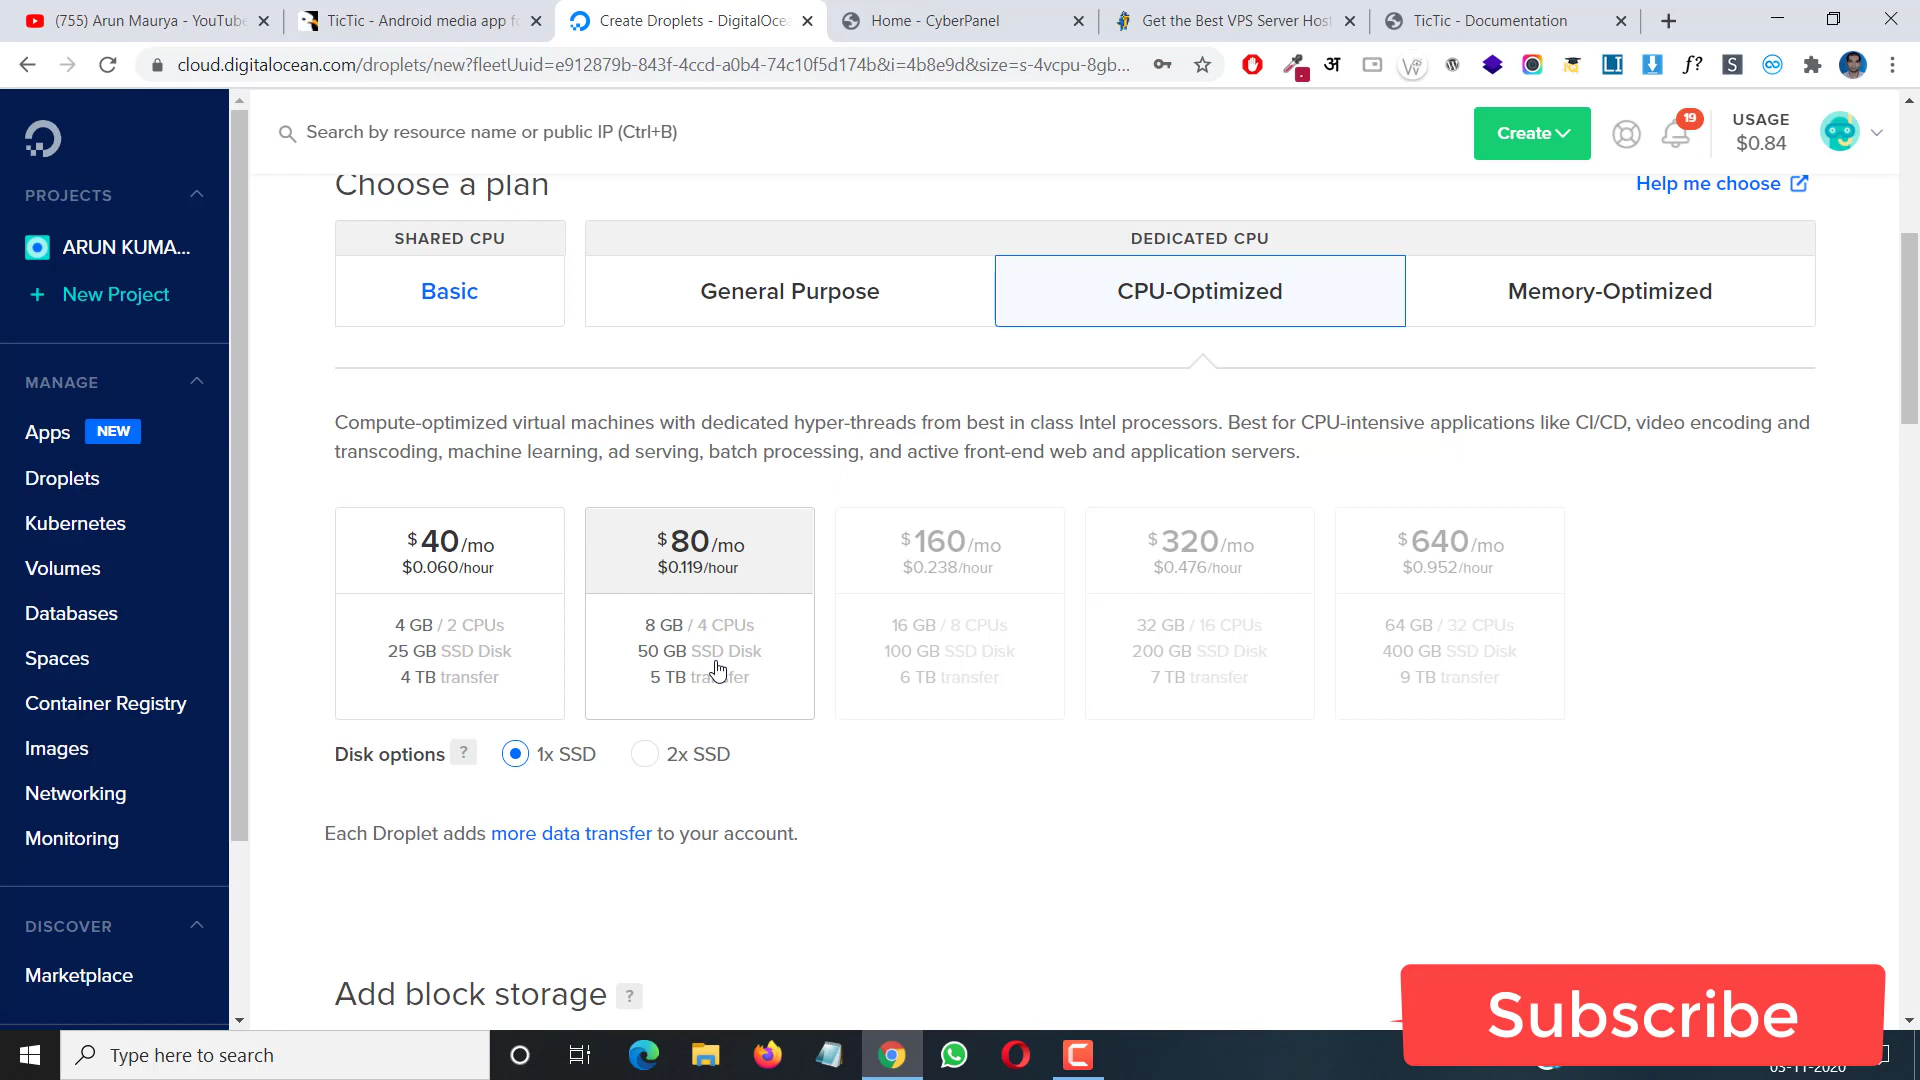 (755) Arun Maurya - YouTube
TicTic - Android media app fo
Create Droplets - DigitalOcea
Home - CyberPanel
Get the Best VPS Server Host
TicTic - Documentation
cloud.digitalocean.com/droplets/new?fleetUuid=e912879b-843f-4ccd-a0b4-74c10f5d174b&i=4b8e9d&size=s-4vcpu-8gb...
अ
LI
f?
S
Search by resource name or public IP (Ctrl+B)
Create
19
USAGE
$0.84
PROJECTS
ARUN KUMA...
+ New Project
MANAGE
Apps NEW
Droplets
Kubernetes
Volumes
Databases
Spaces
Container Registry
Images
Networking
Monitoring
DISCOVER
Marketplace
Choose a plan
Help me choose
SHARED CPU
DEDICATED CPU
Basic
General Purpose
CPU-Optimized
Memory-Optimized
Compute-optimized virtual machines with dedicated hyper-threads from best in class Intel processors. Best for CPU-intensive applications like CI/CD, video encoding and
transcoding, machine learning, ad serving, batch processing, and active front-end web and application servers.
$40/mo
$0.060/hour
4 GB / 2 CPUs
25 GB SSD Disk
4 TB transfer
$80/mo
$0.119/hour
8 GB / 4 CPUs
50 GB SSD Disk
5 TB transfer
$160/mo
$0.238/hour
16 GB / 8 CPUs
100 GB SSD Disk
6 TB transfer
$320/mo
$0.476/hour
32 GB / 16 CPUs
200 GB SSD Disk
7 TB transfer
$640/mo
$0.952/hour
64 GB / 32 CPUs
400 GB SSD Disk
9 TB transfer
Disk options ? 1x SSD 2x SSD
Each Droplet adds more data transfer to your account.
Add block storage ?
Subscribe
Type here to search
03-11-2020